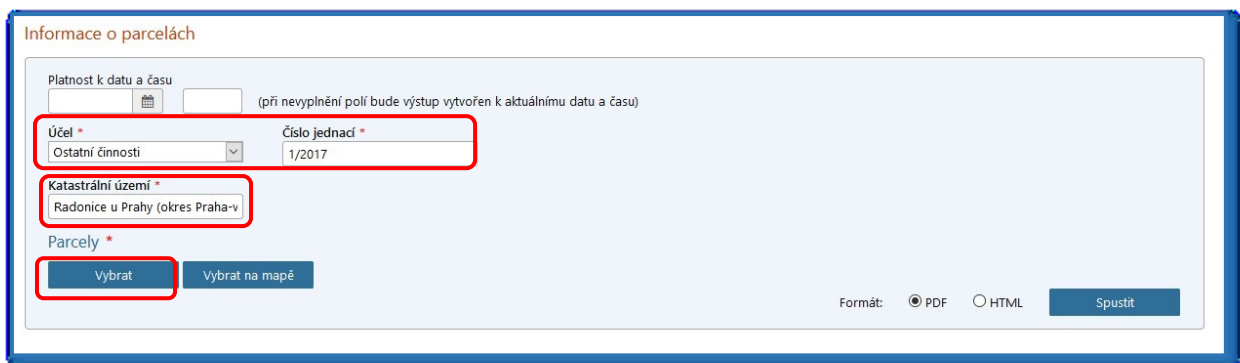 Informace o parcelách
Platnost k datu a času
(při nevyplnění polí bude výstup vytvořen k aktuálnímu datu a času)
Účel * Číslo jednací *
Ostatní činnosti 1/2017
Katastrální území *
Radonice u Prahy (okres Praha-v
Parcely *
Vybrat Vybrat na mapě
Formát: PDF HTML Spustit